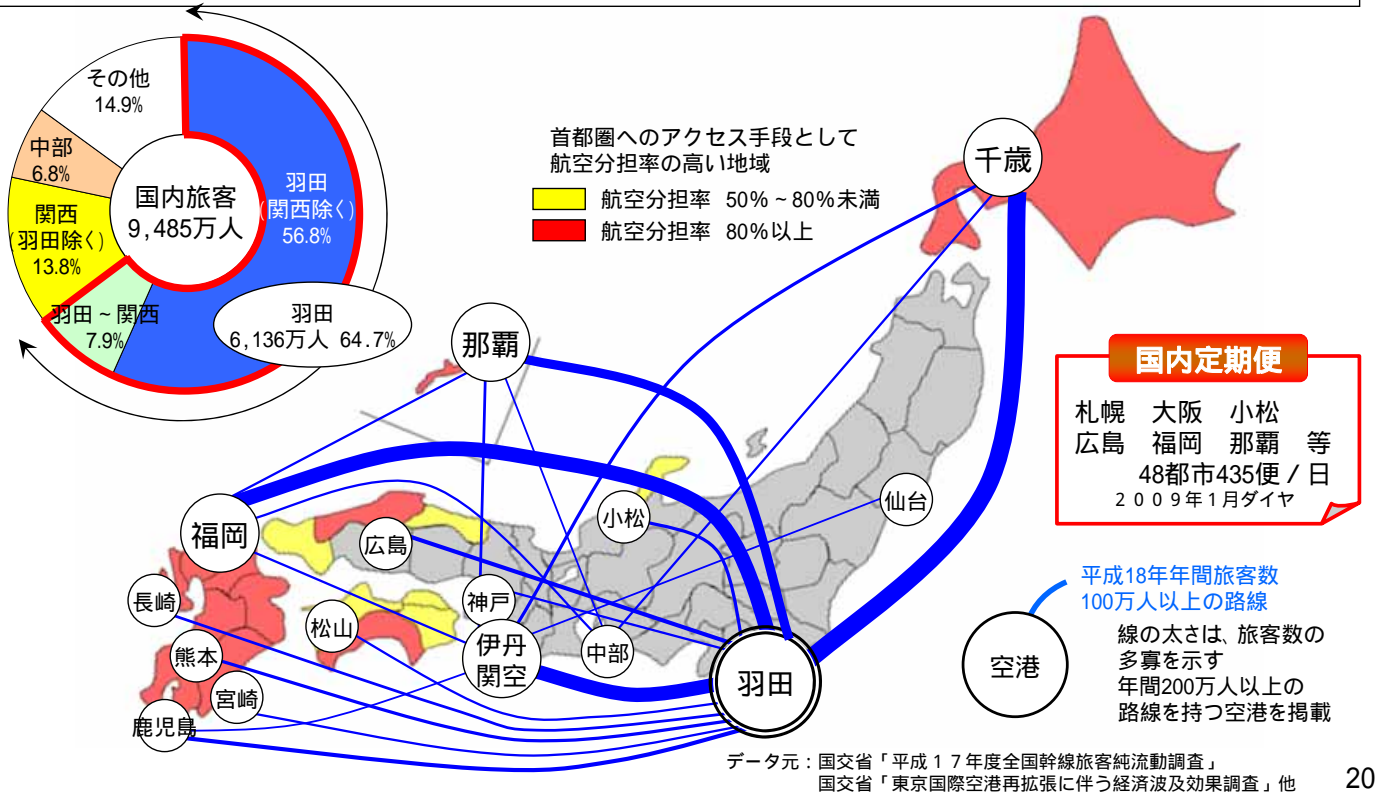 その他
14.9%
中部
6.8%
関西
(羽田除く)
13.8%
羽田～関西
7.9%
国内旅客
9,485万人
羽田
(関西除く)
56.8%
羽田
6,136万人 64.7%
首都圏へのアクセス手段として
航空分担率の高い地域
航空分担率 50%～80%未満
航空分担率 80%以上
千歳
那覇
福岡
広島
小松
仙台
長崎
松山
神戸
伊丹
関空
中部
羽田
熊本
宮崎
鹿児島
国内定期便
札幌 大阪 小松
広島 福岡 那覇 等
48都市435便/日
2009年1月ダイヤ
平成18年年間旅客数
100万人以上の路線
空港
線の太さは、旅客数の
多寡を示す
年間200万人以上の
路線を持つ空港を掲載
データ元:国交省「平成17年度全国幹線旅客純流動調査」
国交省「東京国際空港再拡張に伴う経済波及効果調査」他
20